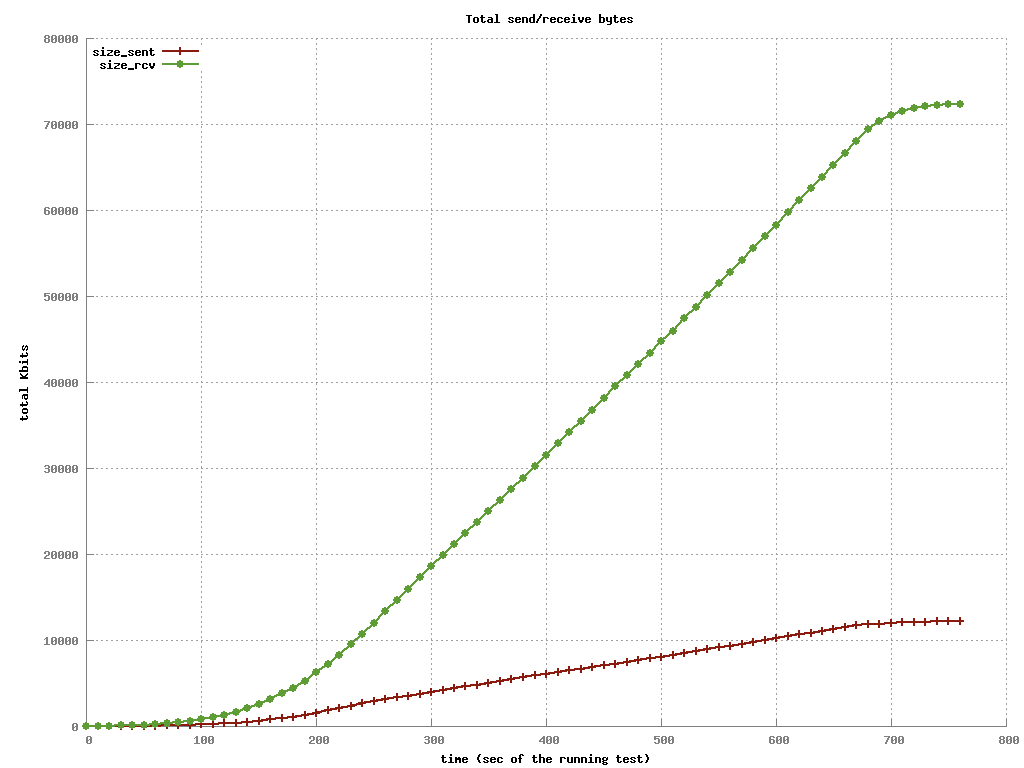 Total send/receive bytes
80000
size_sent
size_rcv
70000
60000
50000
40000
30000
20000
10000
0
total Kbits
0 100 200 300 400 500 600 700 800
time (sec of the running test)